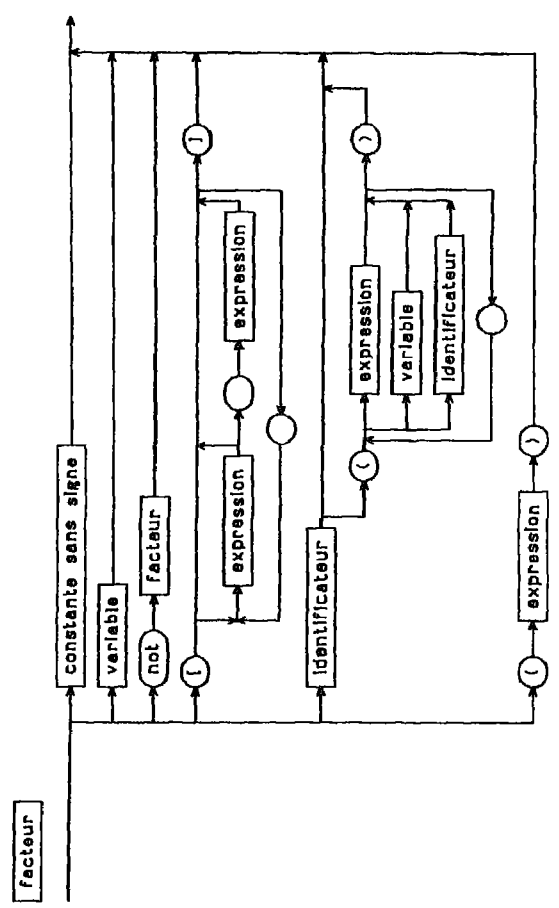 facteur
constante sans signe
variable
not
facteur
[
expression
expression
]
identificateur
(
expression
variable
identificateur
)
(
expression
)